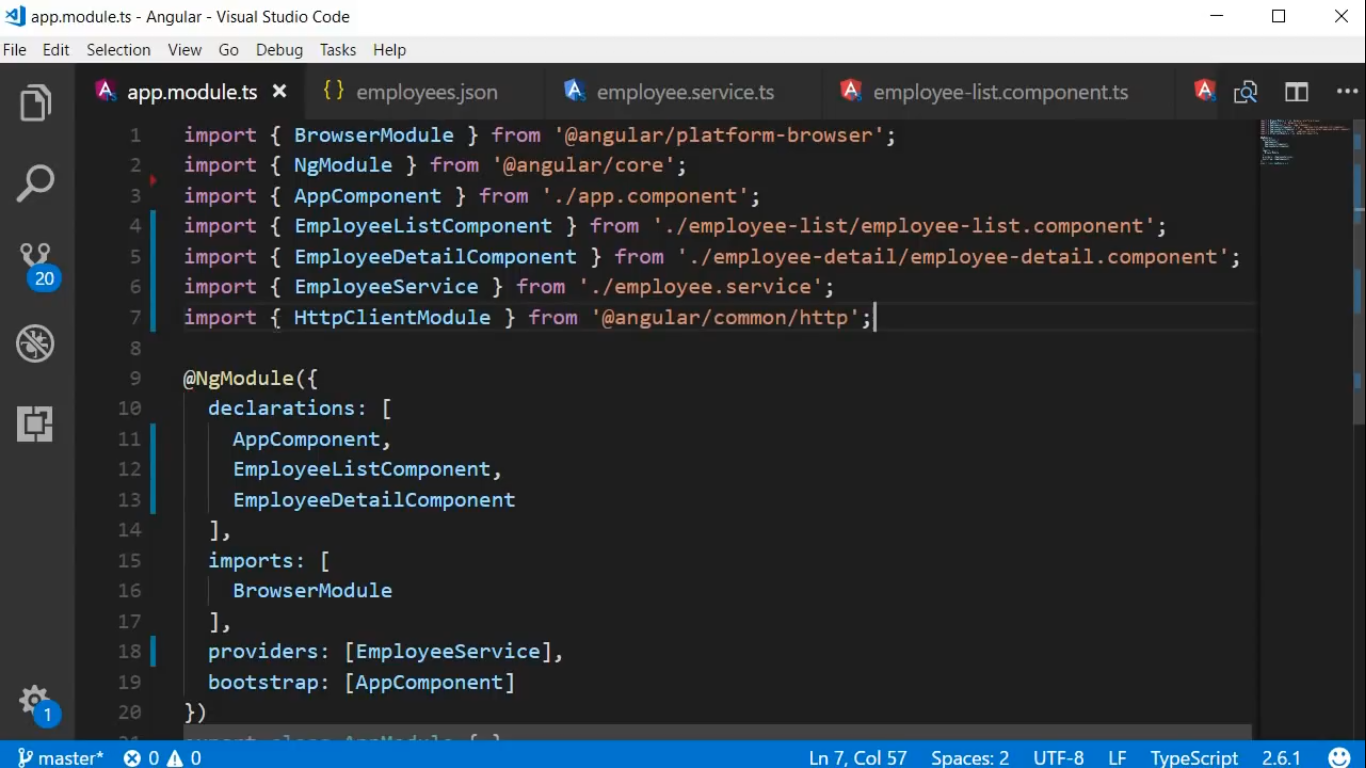 app.module.ts - Angular - Visual Studio Code
File Edit Selection View Go Debug Tasks Help
app.module.ts employees.json employee.service.ts employee-list.component.ts
1 import { BrowserModule } from '@angular/platform-browser';
2 import { NgModule } from '@angular/core';
3 import { AppComponent } from './app.component';
4 import { EmployeeListComponent } from './employee-list/employee-list.component';
5 import { EmployeeDetailComponent } from './employee-detail/employee-detail.component';
6 import { EmployeeService } from './employee.service';
7 import { HttpClientModule } from '@angular/common/http';
8
9 @NgModule({
10 declarations: [
11 AppComponent,
12 EmployeeListComponent,
13 EmployeeDetailComponent
14 ],
15 imports: [
16 BrowserModule
17 ],
18 providers: [EmployeeService],
19 bootstrap: [AppComponent]
20 })
21 export class AppModule { }
20
1
master* 0 0 Ln 7, Col 57 Spaces: 2 UTF-8 LF TypeScript 2.6.1